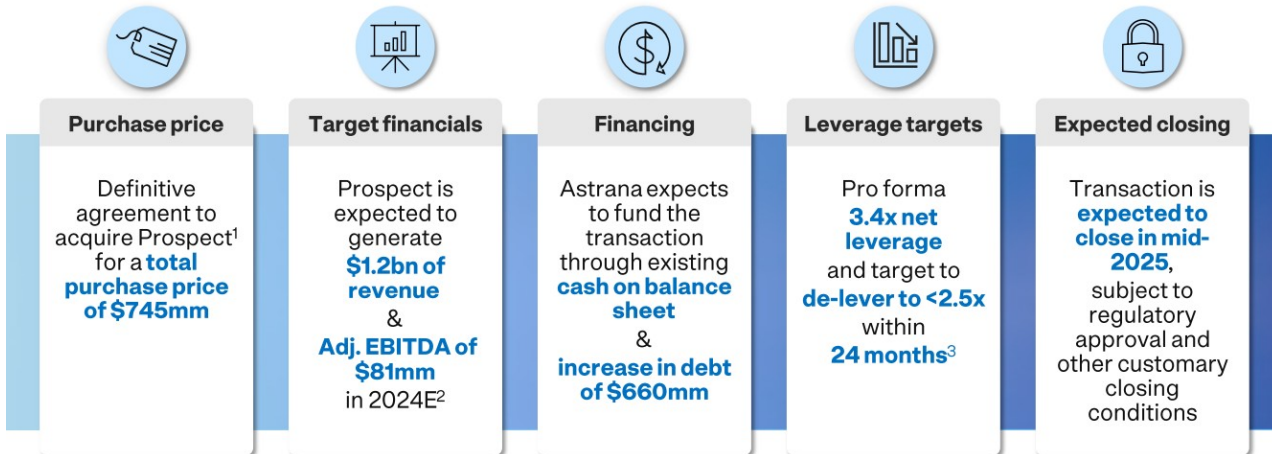 Purchase price
Definitive
agreement to
acquire Prospect¹
for a total
purchase price
of $745mm
Target financials
Prospect is
expected to
generate
$1.2bn of
revenue
&
Adj. EBITDA of
$81mm
in 2024E²
Financing
Astrana expects
to fund the
transaction
through existing
cash on balance
sheet
&
increase in debt
of $660mm
Leverage targets
Pro forma
3.4x net
leverage
and target to
de-lever to <2.5x
within
24 months³
Expected closing
Transaction is
expected to
close in mid-
2025,
subject to
regulatory
approval and
other customary
closing
conditions